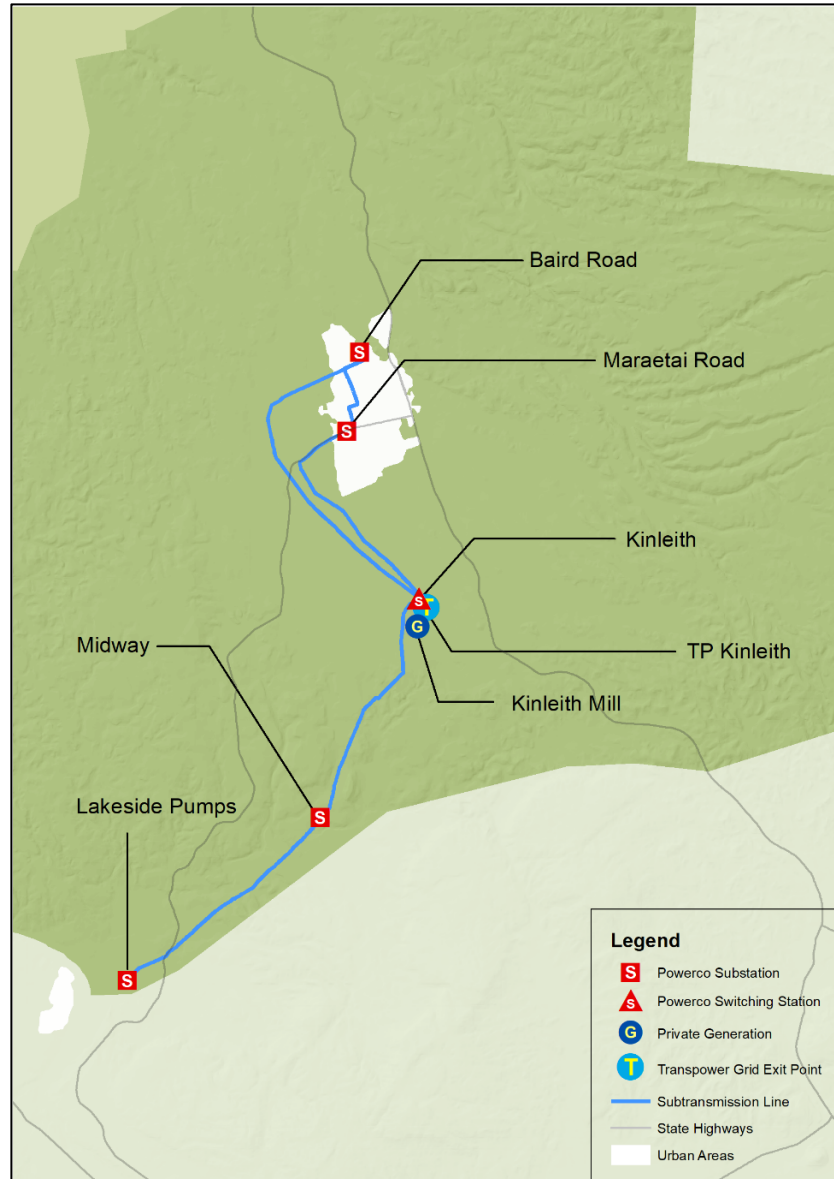 Baird Road
Maraetai Road
S
S
Kinleith
S
T
G
Midway
TP Kinleith
Kinleith Mill
Lakeside Pumps
S
S
Legend
S Powerco Substation
S Powerco Switching Station
G Private Generation
T Transpower Grid Exit Point
Subtransmission Line
State Highways
Urban Areas